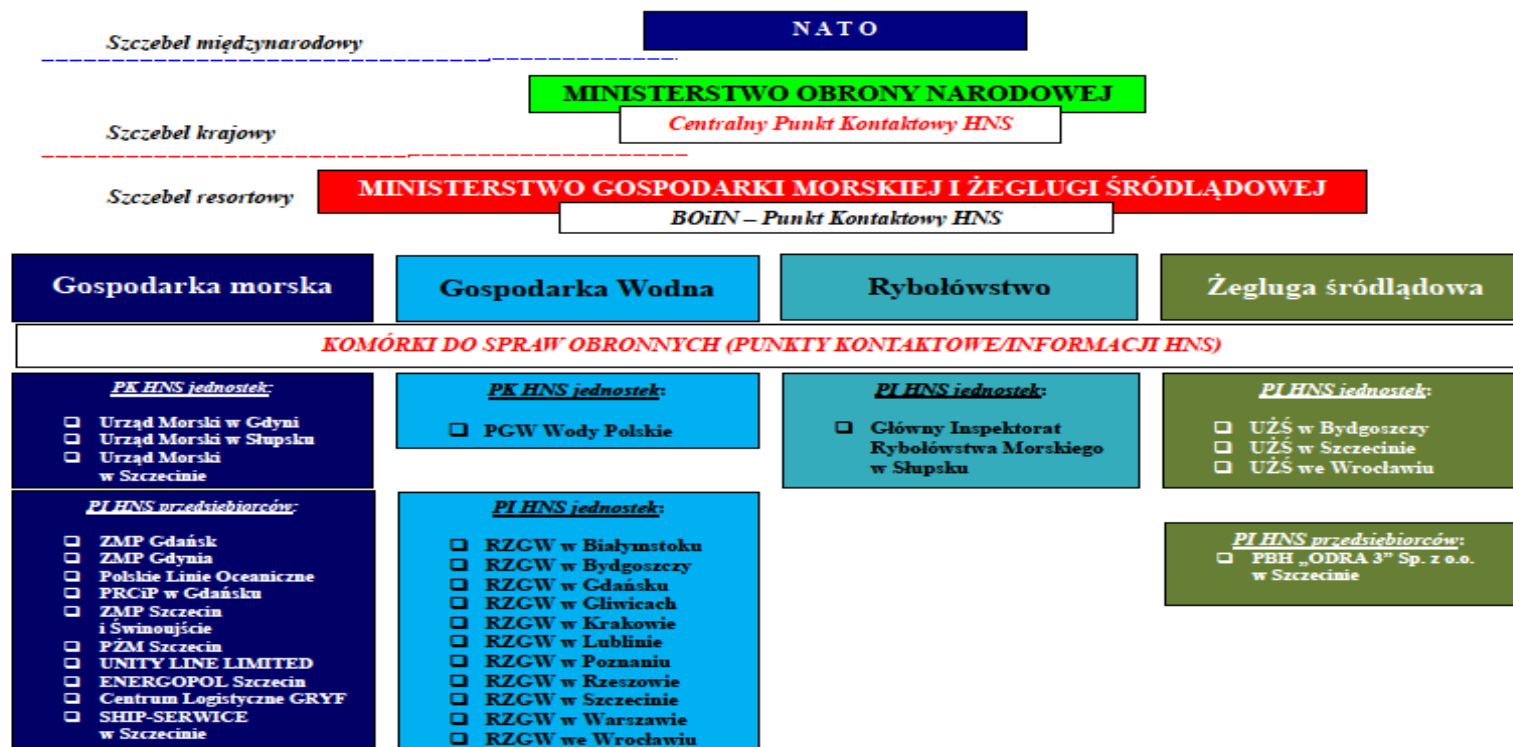 Szczebel międzynarodowy
N A T O
MINISTERSTWO OBRONY NARODOWEJ
Szczebel krajowy
Centralny Punkt Kontaktowy HNS
Szczebel resortowy
MINISTERSTWO GOSPODARKI MORSKIEJ I ŻEGLUGI ŚRÓDLĄDOWEJ
BOiIN – Punkt Kontaktowy HNS
Gospodarka morska
Gospodarka Wodna
Rybołówstwo
Żegluga śródlądowa
KOMÓRKI DO SPRAW OBRONNYCH (PUNKTY KONTAKTOWE/INFORMACJI HNS)
PK HNS jednostek:
❑ Urząd Morski w Gdyni
❑ Urząd Morski w Słupsku
❑ Urząd Morski
w Szczecinie
PI HNS przedsiębiorców:
❑ ZMP Gdańsk
❑ ZMP Gdynia
❑ Polskie Linie Oceaniczne
❑ PRCiP w Gdańsku
❑ ZMP Szczecin
i Świnoujście
❑ PŻM Szczecin
❑ UNITY LINE LIMITED
❑ ENERGOPOL Szczecin
❑ Centrum Logistyczne GRYF
❑ SHIP-SERWICE
w Szczecinie
PK HNS jednostek:
❑ PGW Wody Polskie
PI HNS jednostek:
❑ RZGW w Białymstoku
❑ RZGW w Bydgoszczy
❑ RZGW w Gdańsku
❑ RZGW w Gliwicach
❑ RZGW w Krakowie
❑ RZGW w Lublinie
❑ RZGW w Poznaniu
❑ RZGW w Rzeszowie
❑ RZGW w Szczecinie
❑ RZGW w Warszawie
❑ RZGW we Wrocławiu
PI HNS jednostek:
❑ Główny Inspektorat
Rybołówstwa Morskiego
w Słupsku
PI HNS jednostek:
❑ UŻŚ w Bydgoszczy
❑ UŻŚ w Szczecinie
❑ UŻŚ we Wrocławiu
PI HNS przedsiębiorców:
❑ PBH „ODRA 3” Sp. z o.o.
w Szczecinie